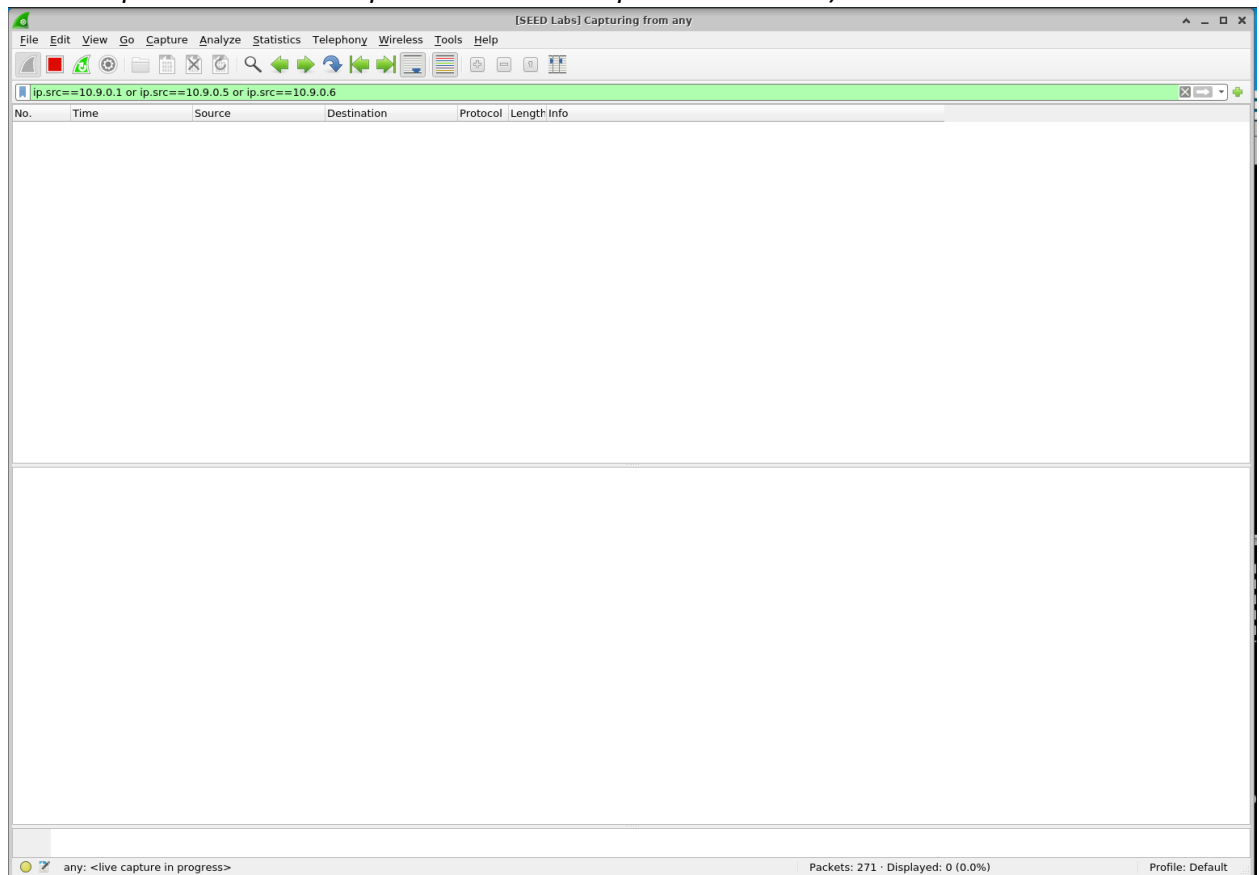 [SEED Labs] Capturing from any
File Edit View Go Capture Analyze Statistics Telephony Wireless Tools Help
ip.src==10.9.0.1 or ip.src==10.9.0.5 or ip.src==10.9.0.6
No. Time Source Destination Protocol Length Info
any: <live capture in progress> Packets: 271 · Displayed: 0 (0.0%) Profile: Default